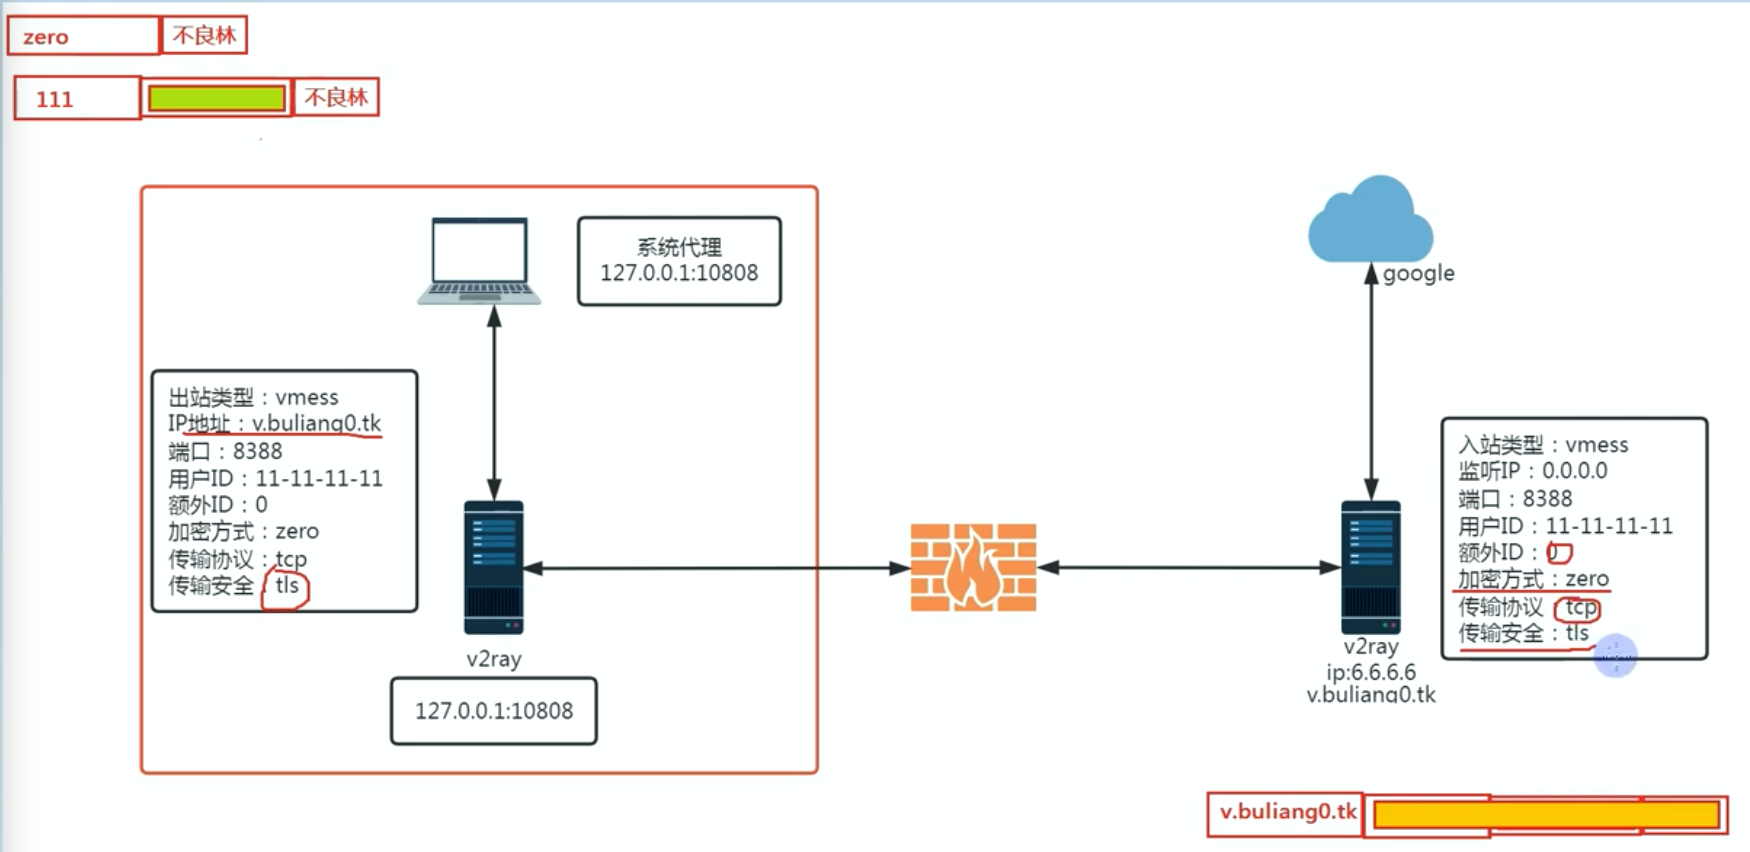 zero
不良林
111
不良林
系统代理
127.0.0.1:10808
google
出站类型：vmess
IP地址：v.buliang0.tk
端口：8388
用户ID：11-11-11-11
额外ID：0
加密方式：zero
传输协议：tcp
传输安全：tls
入站类型：vmess
监听IP：0.0.0.0
端口：8388
用户ID：11-11-11-11
额外ID：0
加密方式：zero
传输协议：tcp
传输安全：tls
v2ray
127.0.0.1:10808
v2ray
ip:6.6.6.6
v.buliang0.tk
v.buliang0.tk